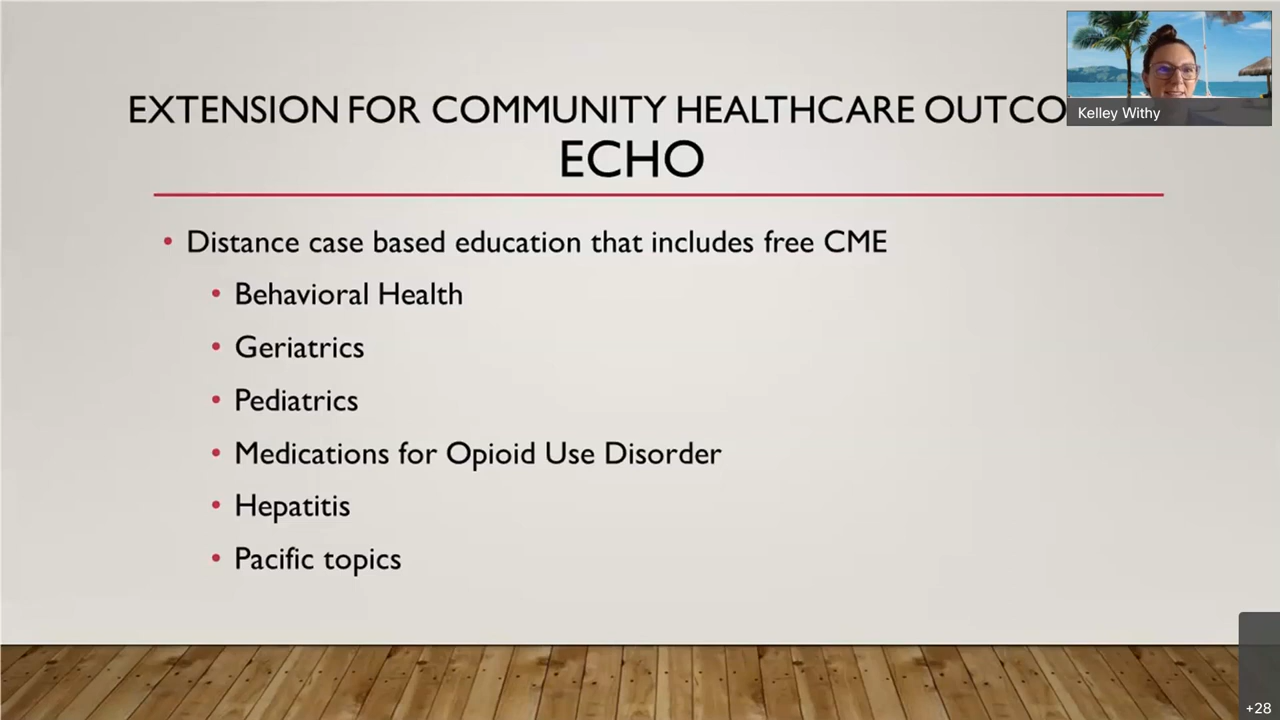 EXTENSION FOR COMMUNITY HEALTHCARE OUTCO
ECHO
Kelley Withy
• Distance case based education that includes free CME
• Behavioral Health
• Geriatrics
• Pediatrics
• Medications for Opioid Use Disorder
• Hepatitis
• Pacific topics
+28